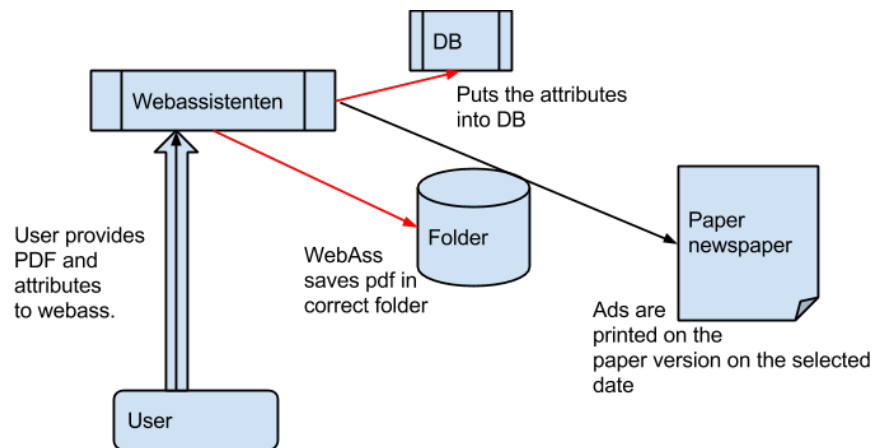 DB
Webassistenten
Puts the attributes
into DB
Paper
newspaper
User provides
PDF and
attributes
to webass.
Folder
WebAss
saves pdf in
correct folder
Ads are
printed on the
paper version on the selected
date
User